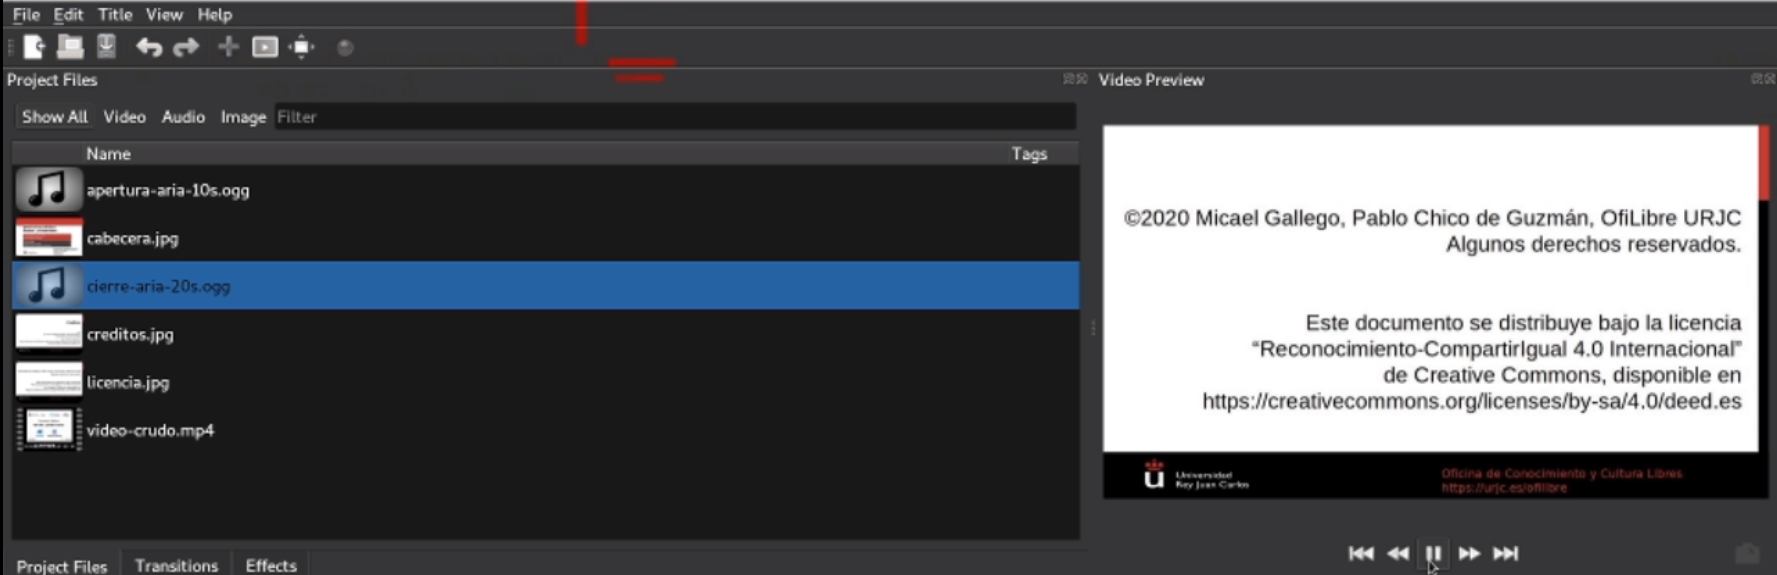 File Edit Title View Help
Project Files
Video Preview
Show All Video Audio Image Filter
Name Tags
apertura-aria-10s.ogg
cabecera.jpg
cierre-aria-20s.ogg
creditos.jpg
licencia.jpg
video-crudo.mp4
Project Files Transitions Effects
©2020 Micael Gallego, Pablo Chico de Guzmán, OfiLibre URJC
Algunos derechos reservados.
Este documento se distribuye bajo la licencia
“Reconocimiento-CompartirIgual 4.0 Internacional”
de Creative Commons, disponible en
https://creativecommons.org/licenses/by-sa/4.0/deed.es
Universidad
Rey Juan Carlos
Oficina de Conocimiento y Cultura Libres
https://urjc.es/ofilibre